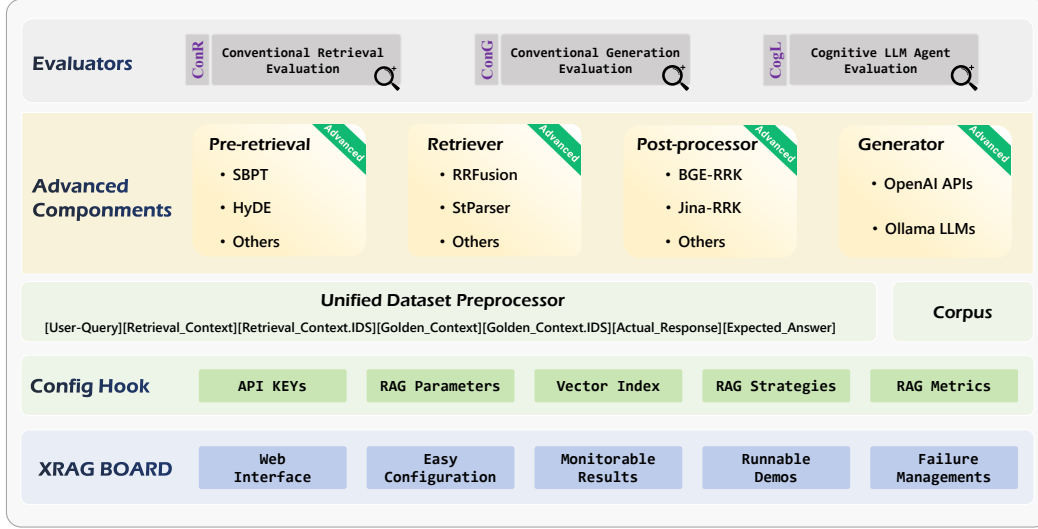 Evaluators
ConR
Conventional Retrieval
Evaluation
ConG
Conventional Generation
Evaluation
CogL
Cognitive LLM Agent
Evaluation
Advanced
Componments
Pre-retrieval
Advanced
• SBPT
• HyDE
• Others
Retriever
Advanced
• RRFusion
• StParser
• Others
Post-processor
Advanced
• BGE-RRK
• Jina-RRK
• Others
Generator
Advanced
• OpenAI APIs
• Ollama LLMs
Unified Dataset Preprocessor
[User-Query][Retrieval_Context][Retrieval_Context.IDS][Golden_Context][Golden_Context.IDS][Actual_Response][Expected_Answer]
Corpus
Config Hook
API KEYs
RAG Parameters
Vector Index
RAG Strategies
RAG Metrics
XRAG BOARD
Web
Interface
Easy
Configuration
Monitorable
Results
Runnable
Demos
Failure
Managements